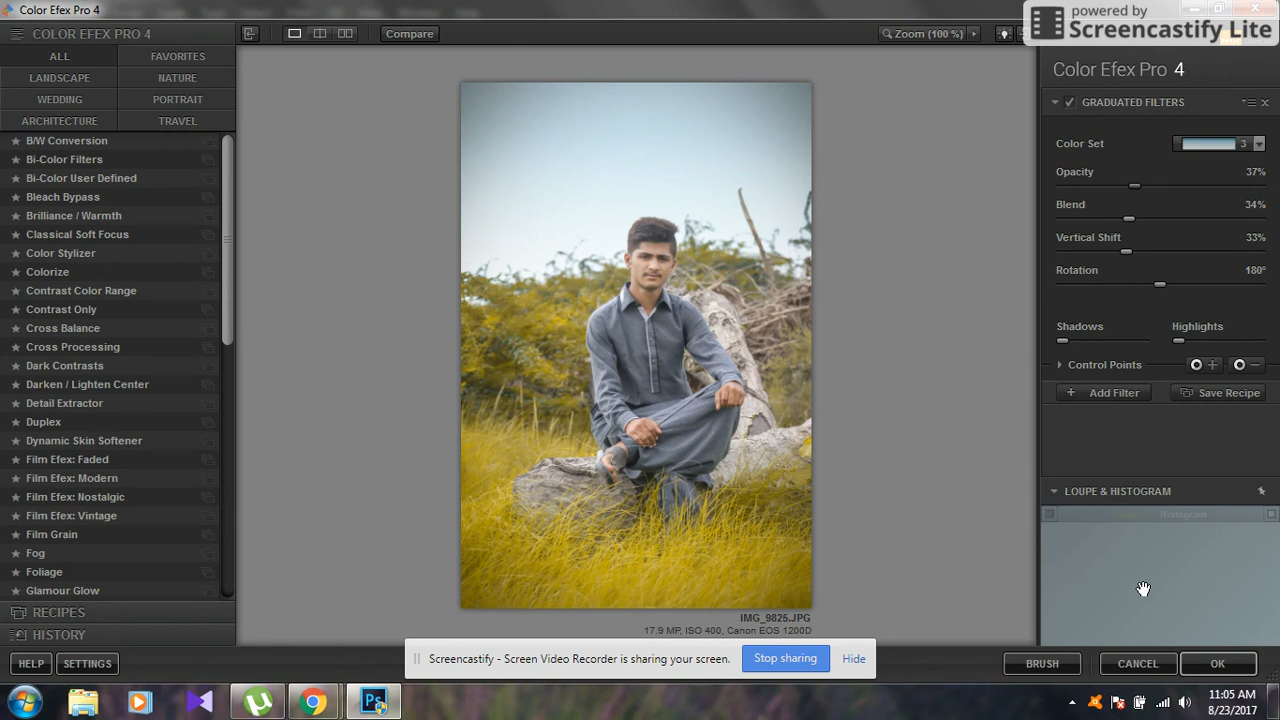 Color Efex Pro 4
powered by
Screencastify Lite
COLOR EFEX PRO 4
Compare
Zoom (100 %)
Color Efex Pro 4
ALL
FAVORITES
LANDSCAPE
NATURE
WEDDING
PORTRAIT
ARCHITECTURE
TRAVEL
B/W Conversion
Bi-Color Filters
Bi-Color User Defined
Bleach Bypass
Brilliance / Warmth
Classical Soft Focus
Color Stylizer
Colorize
Contrast Color Range
Contrast Only
Cross Balance
Cross Processing
Dark Contrasts
Darken / Lighten Center
Detail Extractor
Duplex
Dynamic Skin Softener
Film Efex: Faded
Film Efex: Modern
Film Efex: Nostalgic
Film Efex: Vintage
Film Grain
Fog
Foliage
Glamour Glow
RECIPES
HISTORY
HELP
SETTINGS
IMG_9825.JPG
17.9 MP, ISO 400, Canon EOS 1200D
GRADUATED FILTERS
Color Set
3
Opacity
37%
Blend
34%
Vertical Shift
33%
Rotation
180°
Shadows
Highlights
Control Points
Add Filter
Save Recipe
LOUPE & HISTOGRAM
Histogram
Screencastify - Screen Video Recorder is sharing your screen.
Stop sharing
Hide
BRUSH
CANCEL
OK
11:05 AM
8/23/2017